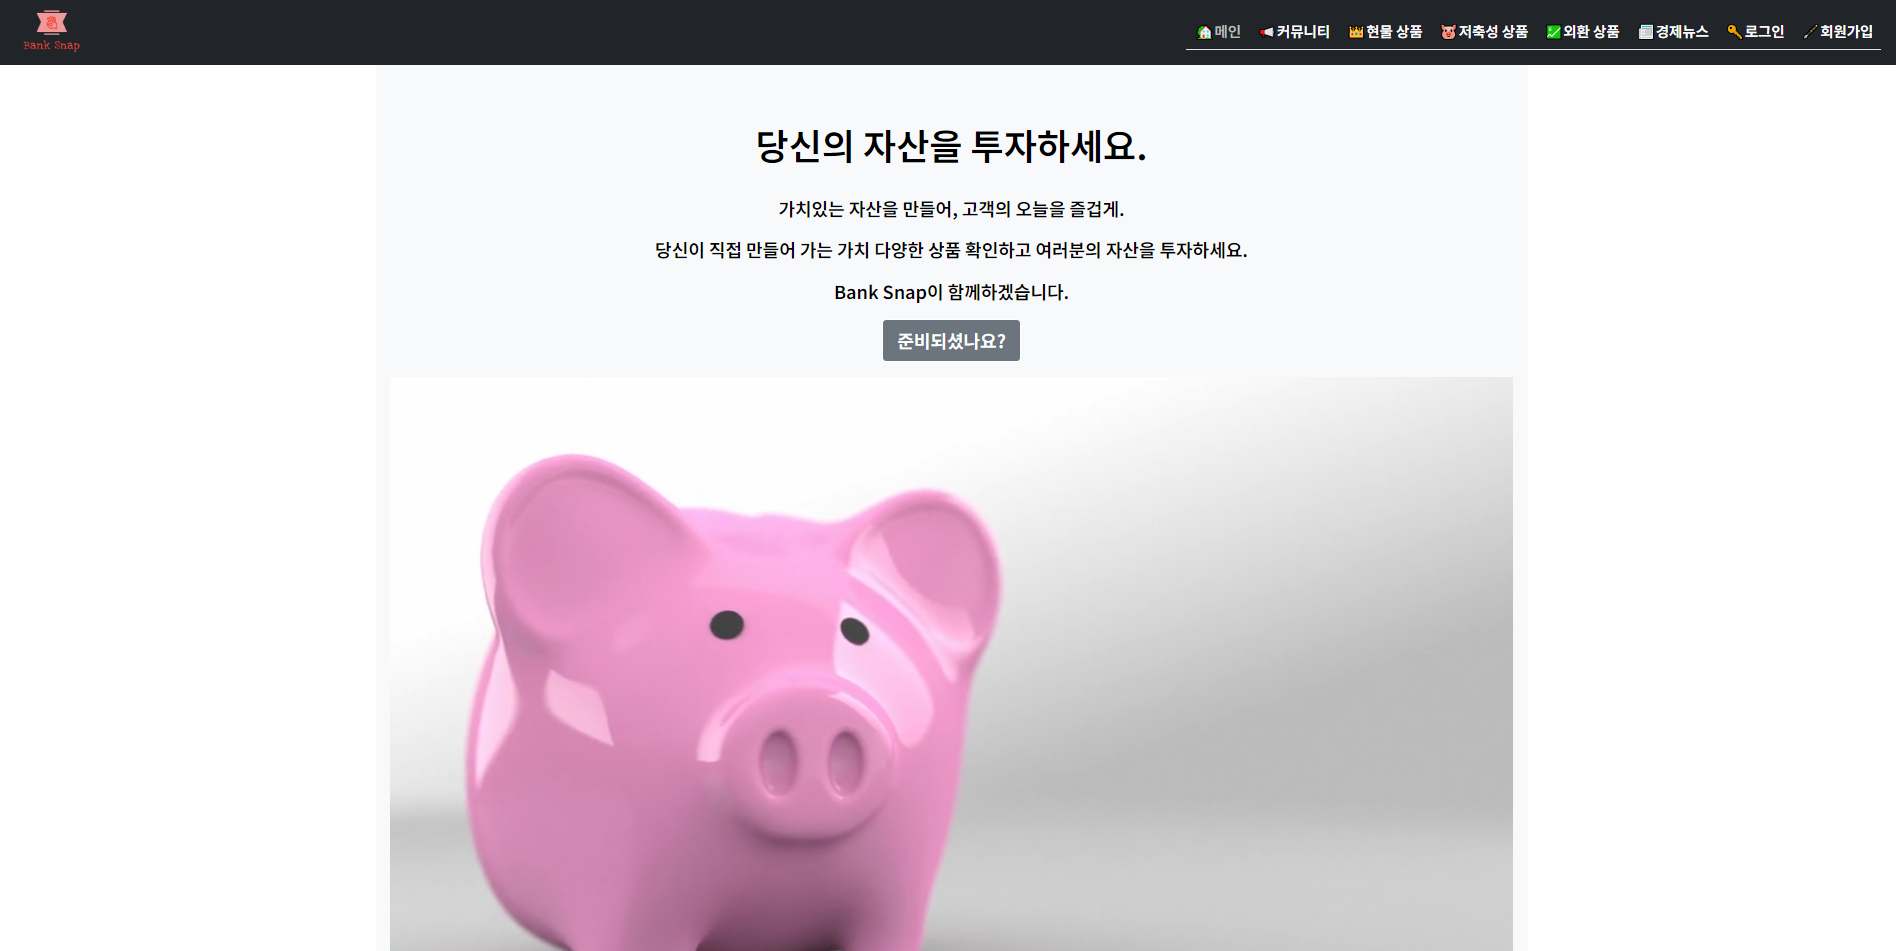 Bank Snap
메인 커뮤니티 현물 상품 저축성 상품 외환 상품 경제뉴스 로그인 회원가입
당신의 자산을 투자하세요.
가치있는 자산을 만들어, 고객의 오늘을 즐겁게.
당신이 직접 만들어 가는 가치 다양한 상품 확인하고 여러분의 자산을 투자하세요.
Bank Snap이 함께하겠습니다.
준비되셨나요?